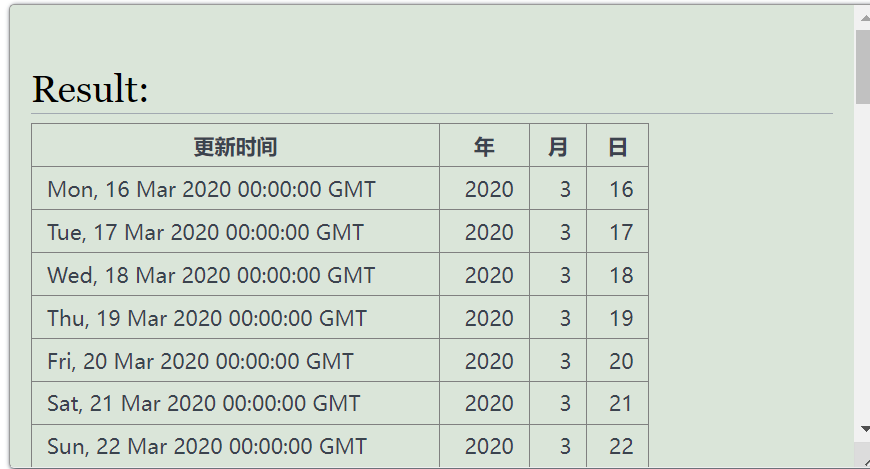 Result:
更新时间 年 月 日
Mon, 16 Mar 2020 00:00:00 GMT 2020 3 16
Tue, 17 Mar 2020 00:00:00 GMT 2020 3 17
Wed, 18 Mar 2020 00:00:00 GMT 2020 3 18
Thu, 19 Mar 2020 00:00:00 GMT 2020 3 19
Fri, 20 Mar 2020 00:00:00 GMT 2020 3 20
Sat, 21 Mar 2020 00:00:00 GMT 2020 3 21
Sun, 22 Mar 2020 00:00:00 GMT 2020 3 22